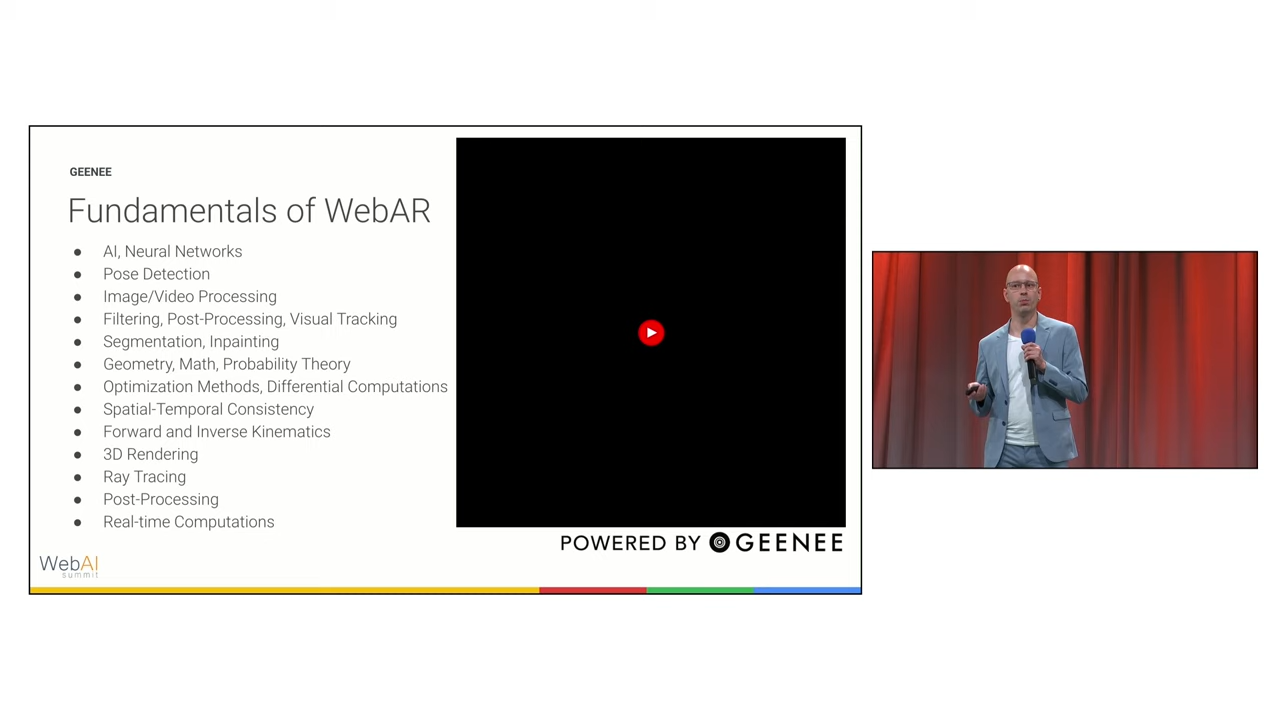 GEENEE
Fundamentals of WebAR
● AI, Neural Networks
● Pose Detection
● Image/Video Processing
● Filtering, Post-Processing, Visual Tracking
● Segmentation, Inpainting
● Geometry, Math, Probability Theory
● Optimization Methods, Differential Computations
● Spatial-Temporal Consistency
● Forward and Inverse Kinematics
● 3D Rendering
● Ray Tracing
● Post-Processing
● Real-time Computations
POWERED BY GEENEE
WebAI
summit